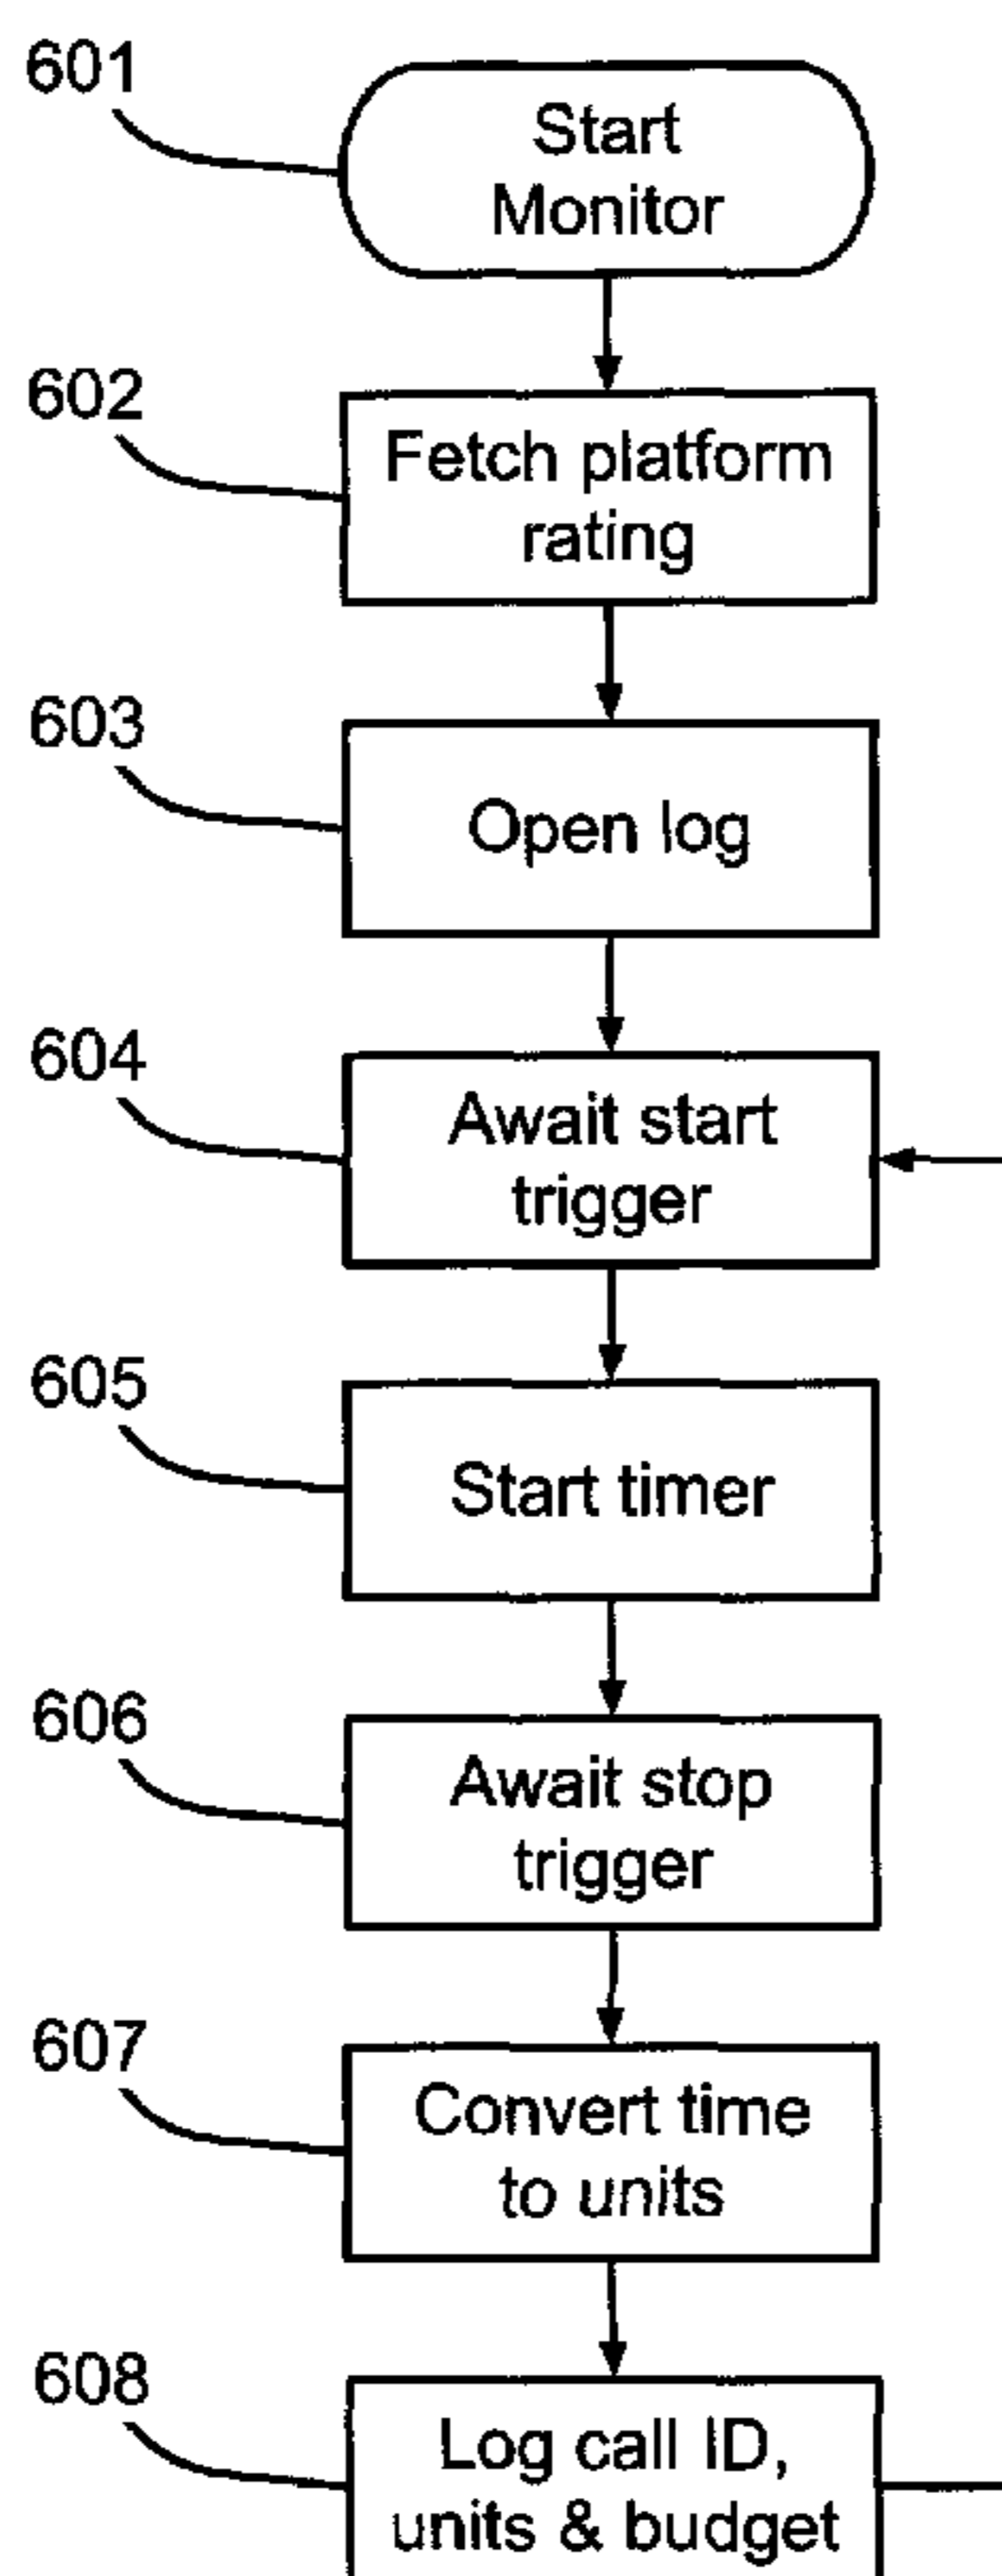 601
Start
Monitor
602
Fetch platform
rating
603
Open log
604
Await start
trigger
605
Start timer
606
Await stop
trigger
607
Convert time
to units
608
Log call ID,
units & budget